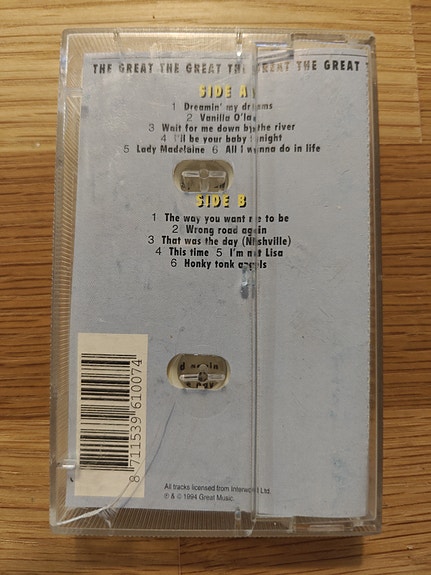 THE GREAT THE GREAT THE GREAT THE GREAT
SIDE A
1 Dreamin' my dreams
2 Vanilla O'lay
3 Wait for me down by the river
4 I'll be your baby tonight
5 Lady Madelaine 6 All I wanna do in life
SIDE B
1 The way you want me to be
2 Wrong road again
3 That was the day (Nashville)
4 This time 5 I'm not Lisa
6 Honky tonk angels
8 711539 610074
All tracks licensed from Interworld Ltd.
℗ & © 1994 Great Music.